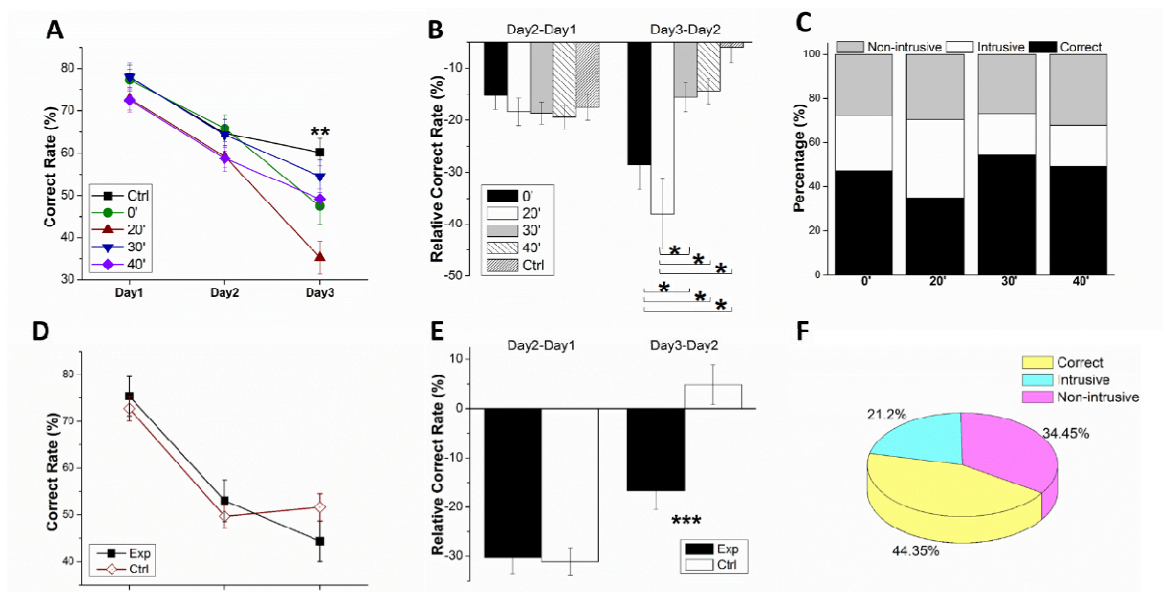 A
Correct Rate (%)
80
70
60
50
40
30
**
Ctrl
0'
20'
30'
40'
Day1 Day2 Day3
B
Day2-Day1 Day3-Day2
Relative Correct Rate (%)
-10
-20
-30
-40
-50
0'
20'
30'
40'
Ctrl
*
*
*
*
*
*
C
Non-intrusive Intrusive Correct
Percentage (%)
100
80
60
40
20
0
0' 20' 30' 40'
D
Correct Rate (%)
80
70
60
50
40
Exp
Ctrl
E
Day2-Day1 Day3-Day2
Relative Correct Rate (%)
10
0
-10
-20
-30
***
Exp
Ctrl
F
Correct
Intrusive
Non-intrusive
21.2%
34.45%
44.35%